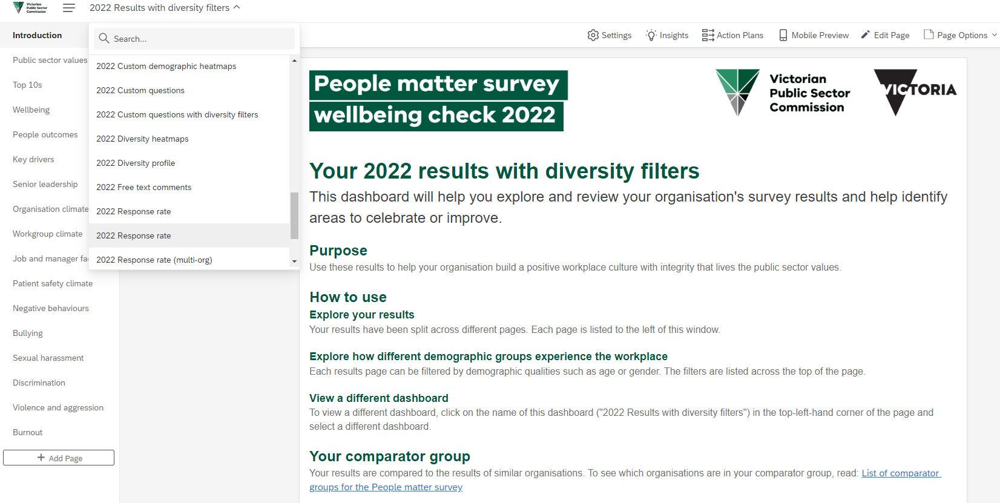 Victorian
Public Sector
Commission
2022 Results with diversity filters
Introduction
Settings
Insights
Action Plans
Mobile Preview
Edit Page
Page Options
Search...
Public sector values
Top 10s
Wellbeing
People outcomes
Key drivers
Senior leadership
Organisation climate
Workgroup climate
Job and manager fa
Patient safety climate
Negative behaviours
Bullying
Sexual harassment
Discrimination
Violence and aggression
Burnout
Add Page
2022 Custom demographic heatmaps
2022 Custom questions
2022 Custom questions with diversity filters
2022 Diversity heatmaps
2022 Diversity profile
2022 Free text comments
2022 Response rate
2022 Response rate
2022 Response rate (multi-org)
People matter survey
wellbeing check 2022
Victorian
Public Sector
Commission
VICTORIA
Your 2022 results with diversity filters
This dashboard will help you explore and review your organisation's survey results and help identify
areas to celebrate or improve.
Purpose
Use these results to help your organisation build a positive workplace culture with integrity that lives the public sector values.
How to use
Explore your results
Your results have been split across different pages. Each page is listed to the left of this window.
Explore how different demographic groups experience the workplace
Each results page can be filtered by demographic qualities such as age or gender. The filters are listed across the top of the page.
View a different dashboard
To view a different dashboard, click on the name of this dashboard ("2022 Results with diversity filters") in the top-left-hand corner of the page and
select a different dashboard.
Your comparator group
Your results are compared to the results of similar organisations. To see which organisations are in your comparator group, read: List of comparator
groups for the People matter survey